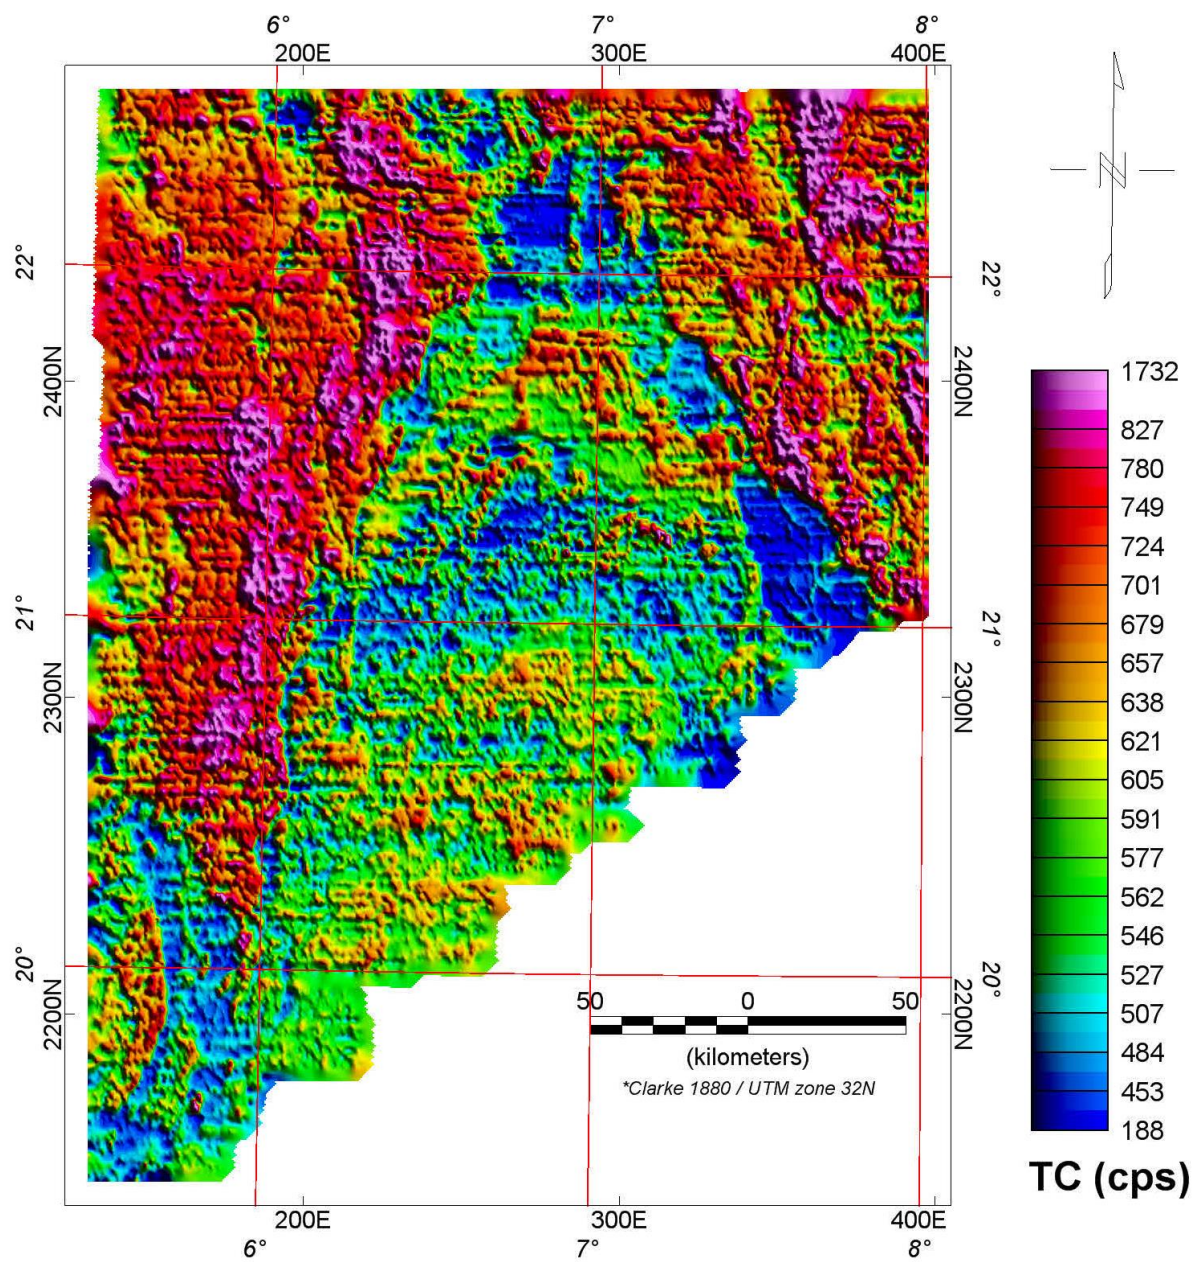 6° 7° 8°
200E 300E 400E
N
22° 22°
2400N 2400N
21° 21°
2300N 2300N
20° 20°
2200N 2200N
1732
827
780
749
724
701
679
657
638
621
605
591
577
562
546
527
507
484
453
188
TC (cps)
50 0 50
(kilometers)
*Clarke 1880 / UTM zone 32N
200E 300E 400E
6° 7° 8°